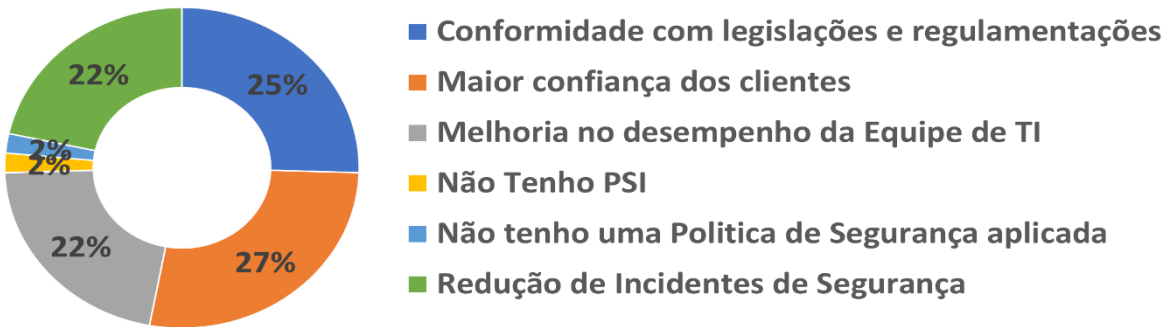 22%
25%
2%
2%
22%
27%
Conformidade com legislações e regulamentações
Maior confiança dos clientes
Melhoria no desempenho da Equipe de TI
Não Tenho PSI
Não tenho uma Politica de Segurança aplicada
Redução de Incidentes de Segurança